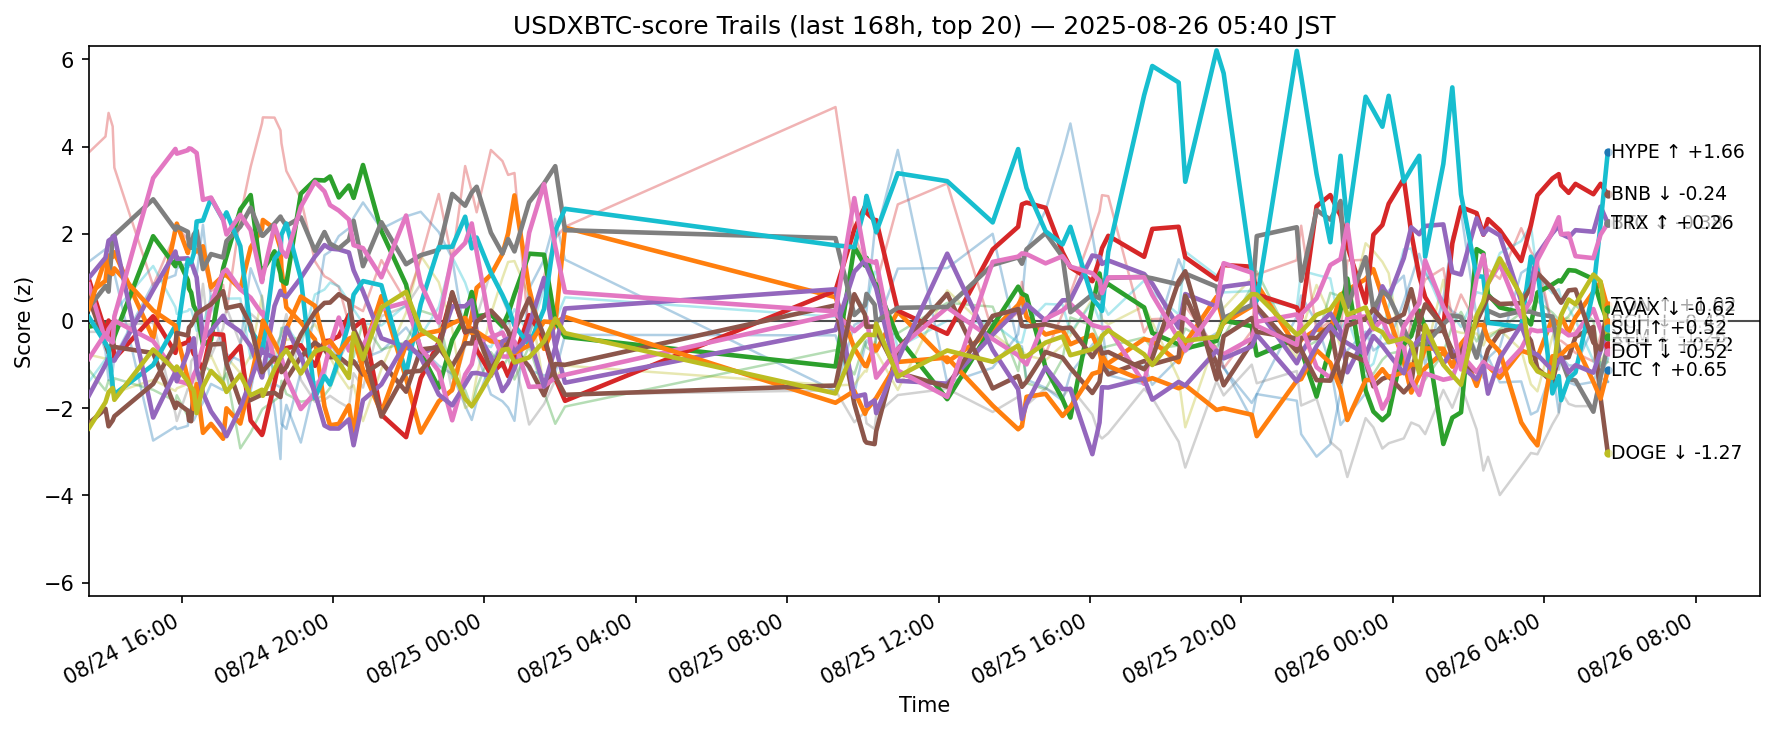 USDXBTC-score Trails (last 168h, top 20) — 2025-08-26 05:40 JST
Score (z)
6
4
2
0
−2
−4
−6
HYPE ↑ +1.66
BNB ↓ -0.24
TRX ↑ +0.26
AVAX ↓ -0.62
SUI ↑ +0.52
DOT ↓ -0.52
LTC ↑ +0.65
DOGE ↓ -1.27
08/24 16:00
08/24 20:00
08/25 00:00
08/25 04:00
08/25 08:00
08/25 12:00
08/25 16:00
08/25 20:00
08/26 00:00
08/26 04:00
08/26 08:00
Time